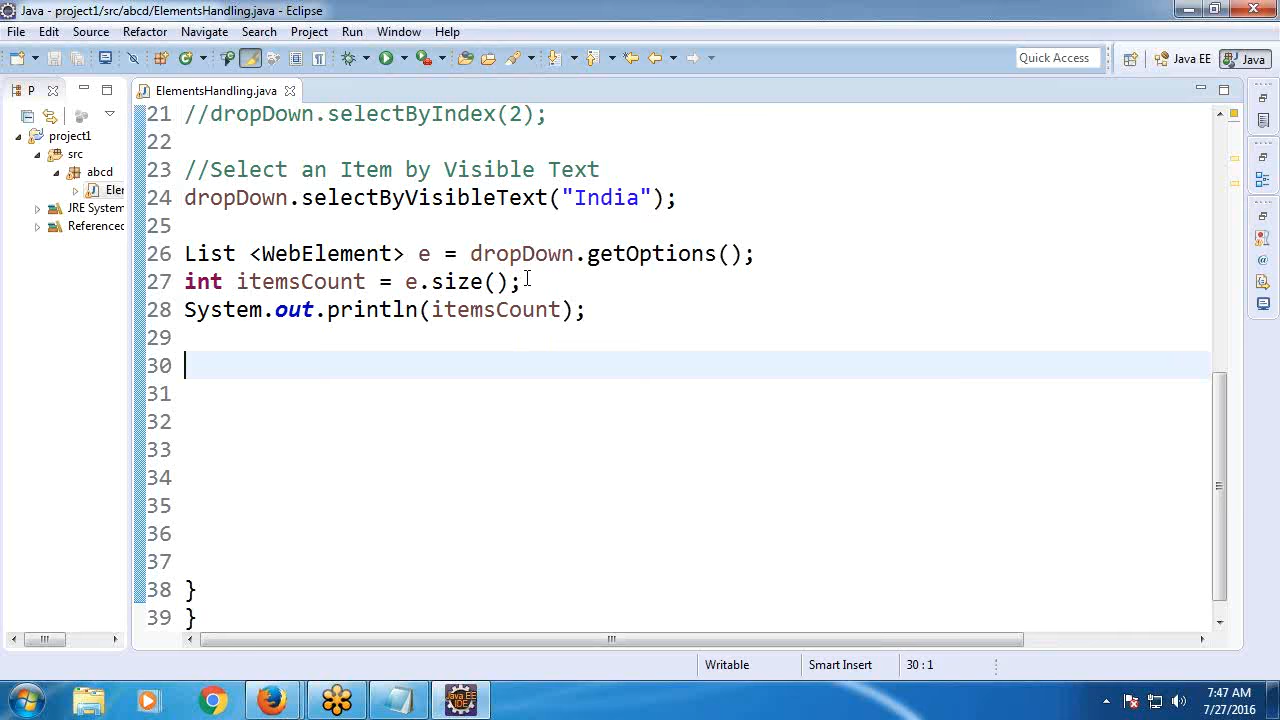 Java - project1/src/abcd/ElementsHandling.java - Eclipse
File Edit Source Refactor Navigate Search Project Run Window Help
Quick Access
Java EE
Java
P
ElementsHandling.java
project1
src
abcd
Elen
JRE System
Referenced
21 //dropDown.selectByIndex(2);
22
23 //Select an Item by Visible Text
24 dropDown.selectByVisibleText("India");
25
26 List <WebElement> e = dropDown.getOptions();
27 int itemsCount = e.size();
28 System.out.println(itemsCount);
29
30
31
32
33
34
35
36
37
38 }
39 }
Writable Smart Insert 30 : 1
Java EE
IDE
7:47 AM
7/27/2016